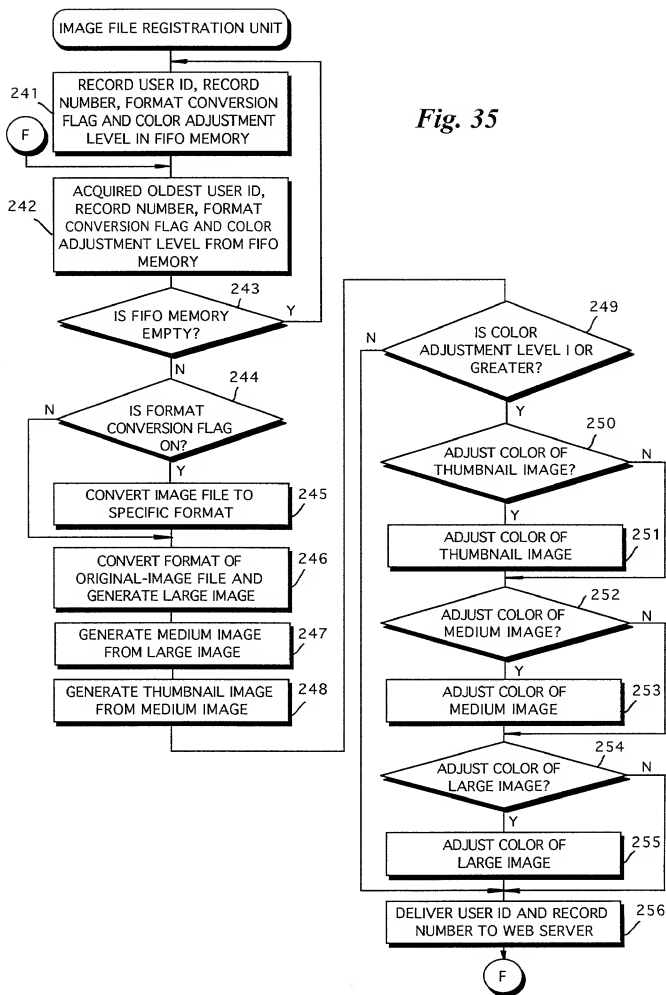 IMAGE FILE REGISTRATION UNIT
Fig. 35
241
RECORD USER ID, RECORD
NUMBER, FORMAT CONVERSION
FLAG AND COLOR ADJUSTMENT
LEVEL IN FIFO MEMORY
F
242
ACQUIRED OLDEST USER ID,
RECORD NUMBER, FORMAT
CONVERSION FLAG AND COLOR
ADJUSTMENT LEVEL FROM FIFO
MEMORY
243
IS FIFO MEMORY
EMPTY?
Y
N
244
N
IS FORMAT
CONVERSION FLAG
ON?
Y
CONVERT IMAGE FILE TO
SPECIFIC FORMAT
245
CONVERT FORMAT OF
ORIGINAL-IMAGE FILE AND
GENERATE LARGE IMAGE
246
GENERATE MEDIUM IMAGE
FROM LARGE IMAGE
247
GENERATE THUMBNAIL IMAGE
FROM MEDIUM IMAGE
248
249
N
IS COLOR
ADJUSTMENT LEVEL I OR
GREATER?
Y
250
ADJUST COLOR OF
THUMBNAIL IMAGE?
N
Y
ADJUST COLOR OF
THUMBNAIL IMAGE
251
252
ADJUST COLOR OF
MEDIUM IMAGE?
N
Y
ADJUST COLOR OF
MEDIUM IMAGE
253
254
ADJUST COLOR OF
LARGE IMAGE?
N
Y
ADJUST COLOR OF
LARGE IMAGE
255
DELIVER USER ID AND RECORD
NUMBER TO WEB SERVER
256
F